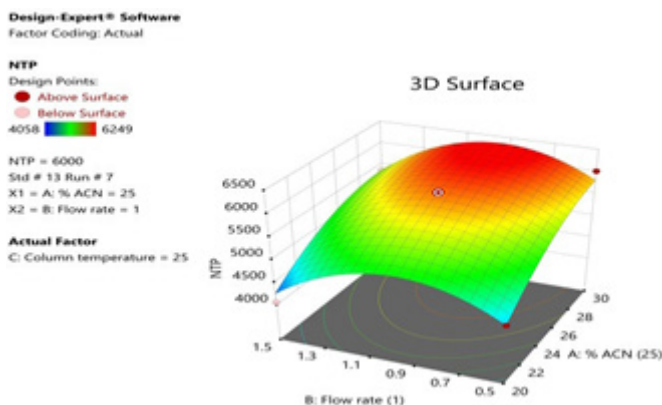 Design-Expert® Software
Factor Coding: Actual
NTP
Design Points:
Above Surface
Below Surface
4058 6249
NTP = 6000
Std # 13 Run # 7
X1 = A: % ACN = 25
X2 = B: Flow rate = 1
Actual Factor
C: Column temperature = 25
3D Surface
6500
6000
5500
5000
4500
4000
NTP
1.5 1.3 1.1 0.9 0.7 0.5
B: Flow rate (1)
30
28
26
24 A: % ACN (25)
22
20